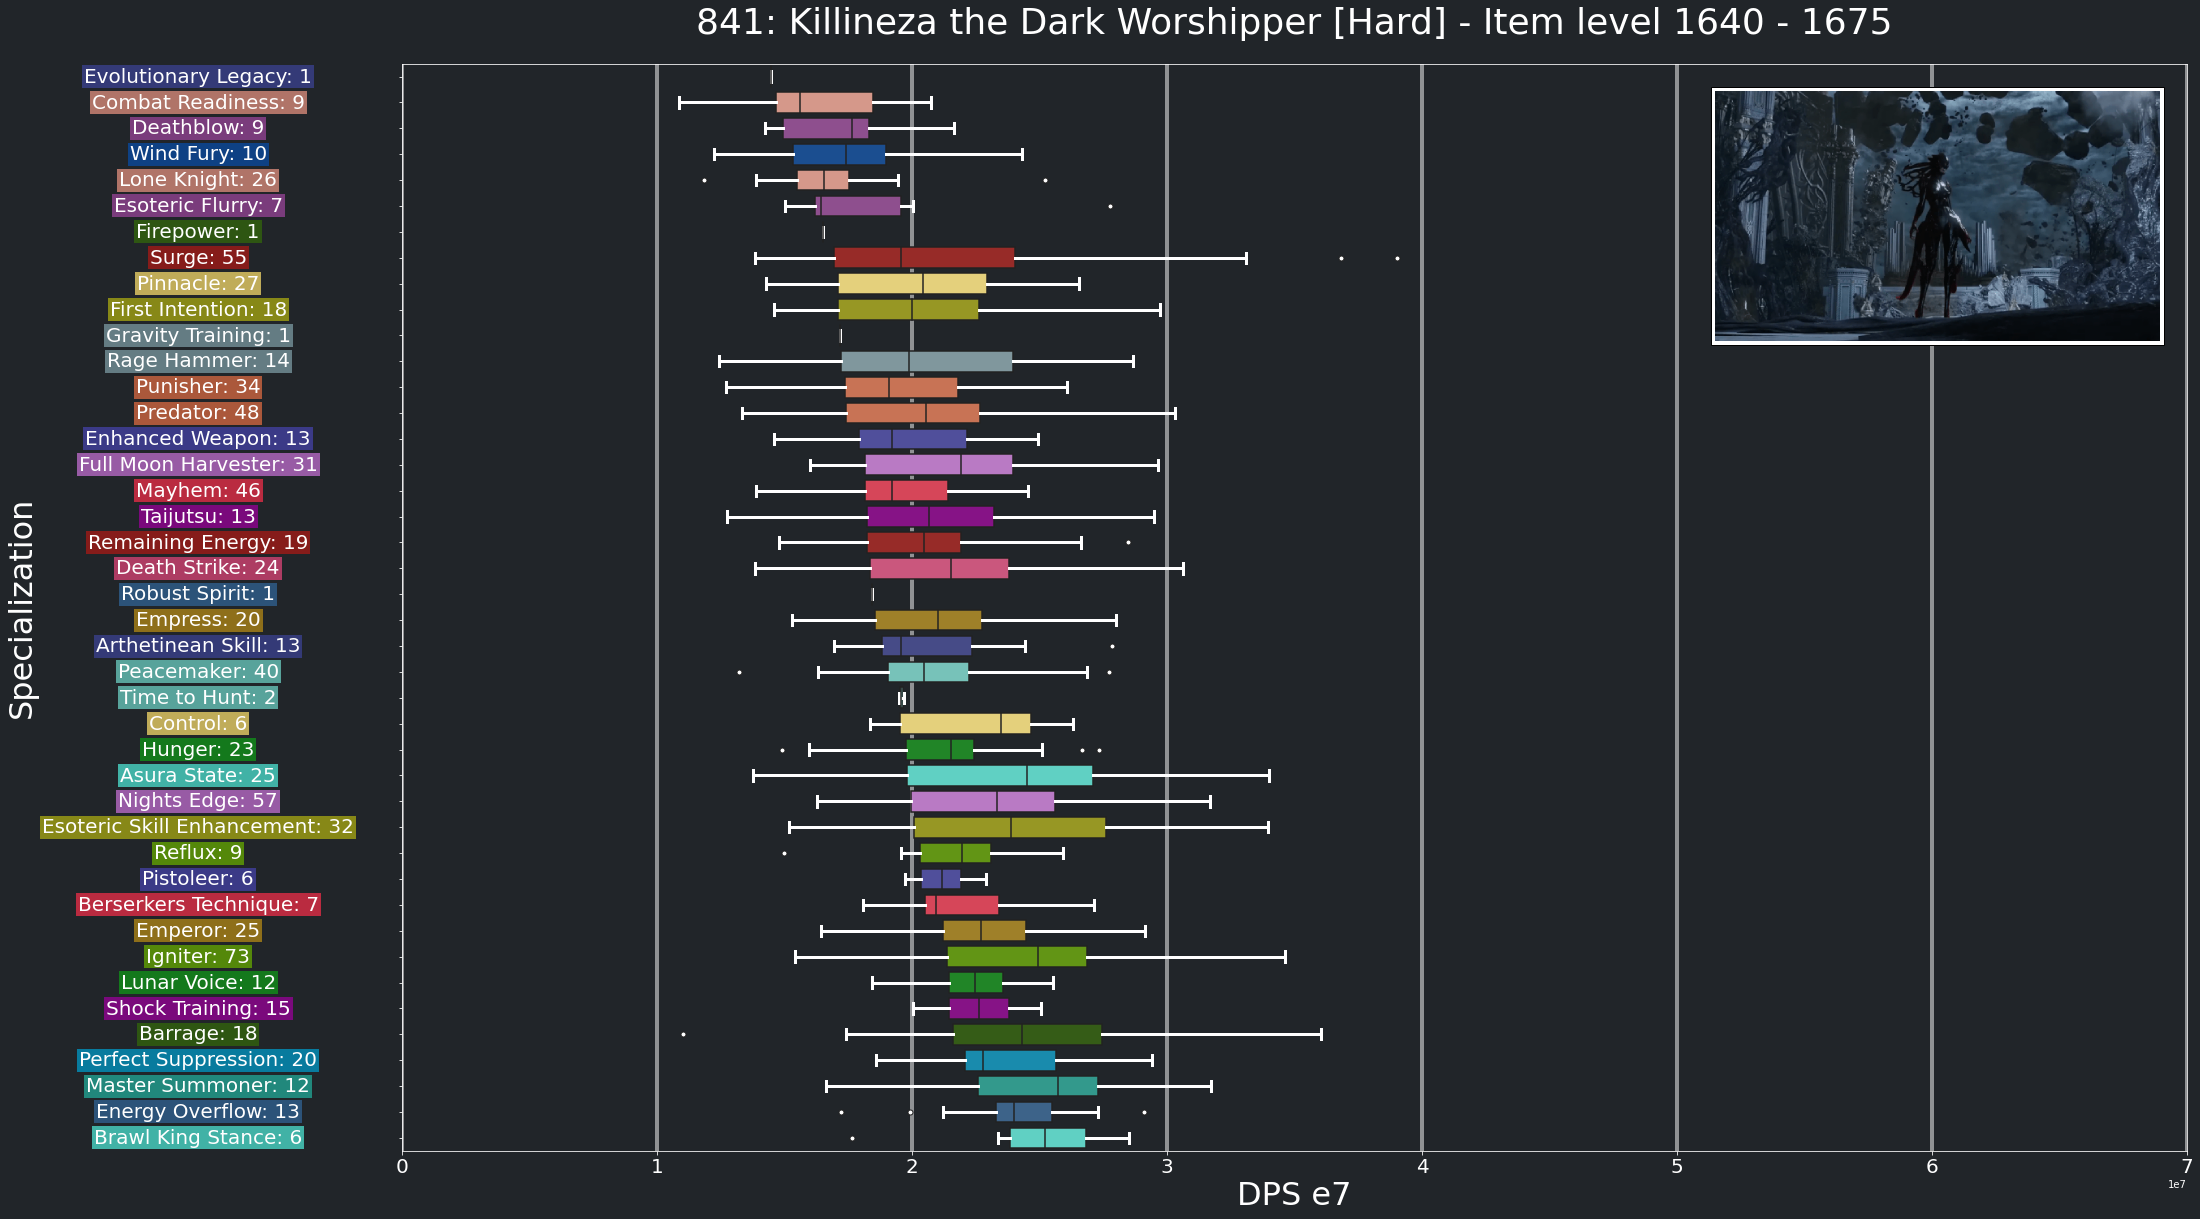 841: Killineza the Dark Worshipper [Hard] - Item level 1640 - 1675
Specialization
Evolutionary Legacy: 1
Combat Readiness: 9
Deathblow: 9
Wind Fury: 10
Lone Knight: 26
Esoteric Flurry: 7
Firepower: 1
Surge: 55
Pinnacle: 27
First Intention: 18
Gravity Training: 1
Rage Hammer: 14
Punisher: 34
Predator: 48
Enhanced Weapon: 13
Full Moon Harvester: 31
Mayhem: 46
Taijutsu: 13
Remaining Energy: 19
Death Strike: 24
Robust Spirit: 1
Empress: 20
Arthetinean Skill: 13
Peacemaker: 40
Time to Hunt: 2
Control: 6
Hunger: 23
Asura State: 25
Nights Edge: 57
Esoteric Skill Enhancement: 32
Reflux: 9
Pistoleer: 6
Berserkers Technique: 7
Emperor: 25
Igniter: 73
Lunar Voice: 12
Shock Training: 15
Barrage: 18
Perfect Suppression: 20
Master Summoner: 12
Energy Overflow: 13
Brawl King Stance: 6
0 1 2 3 4 5 6 7
1e7
DPS e7